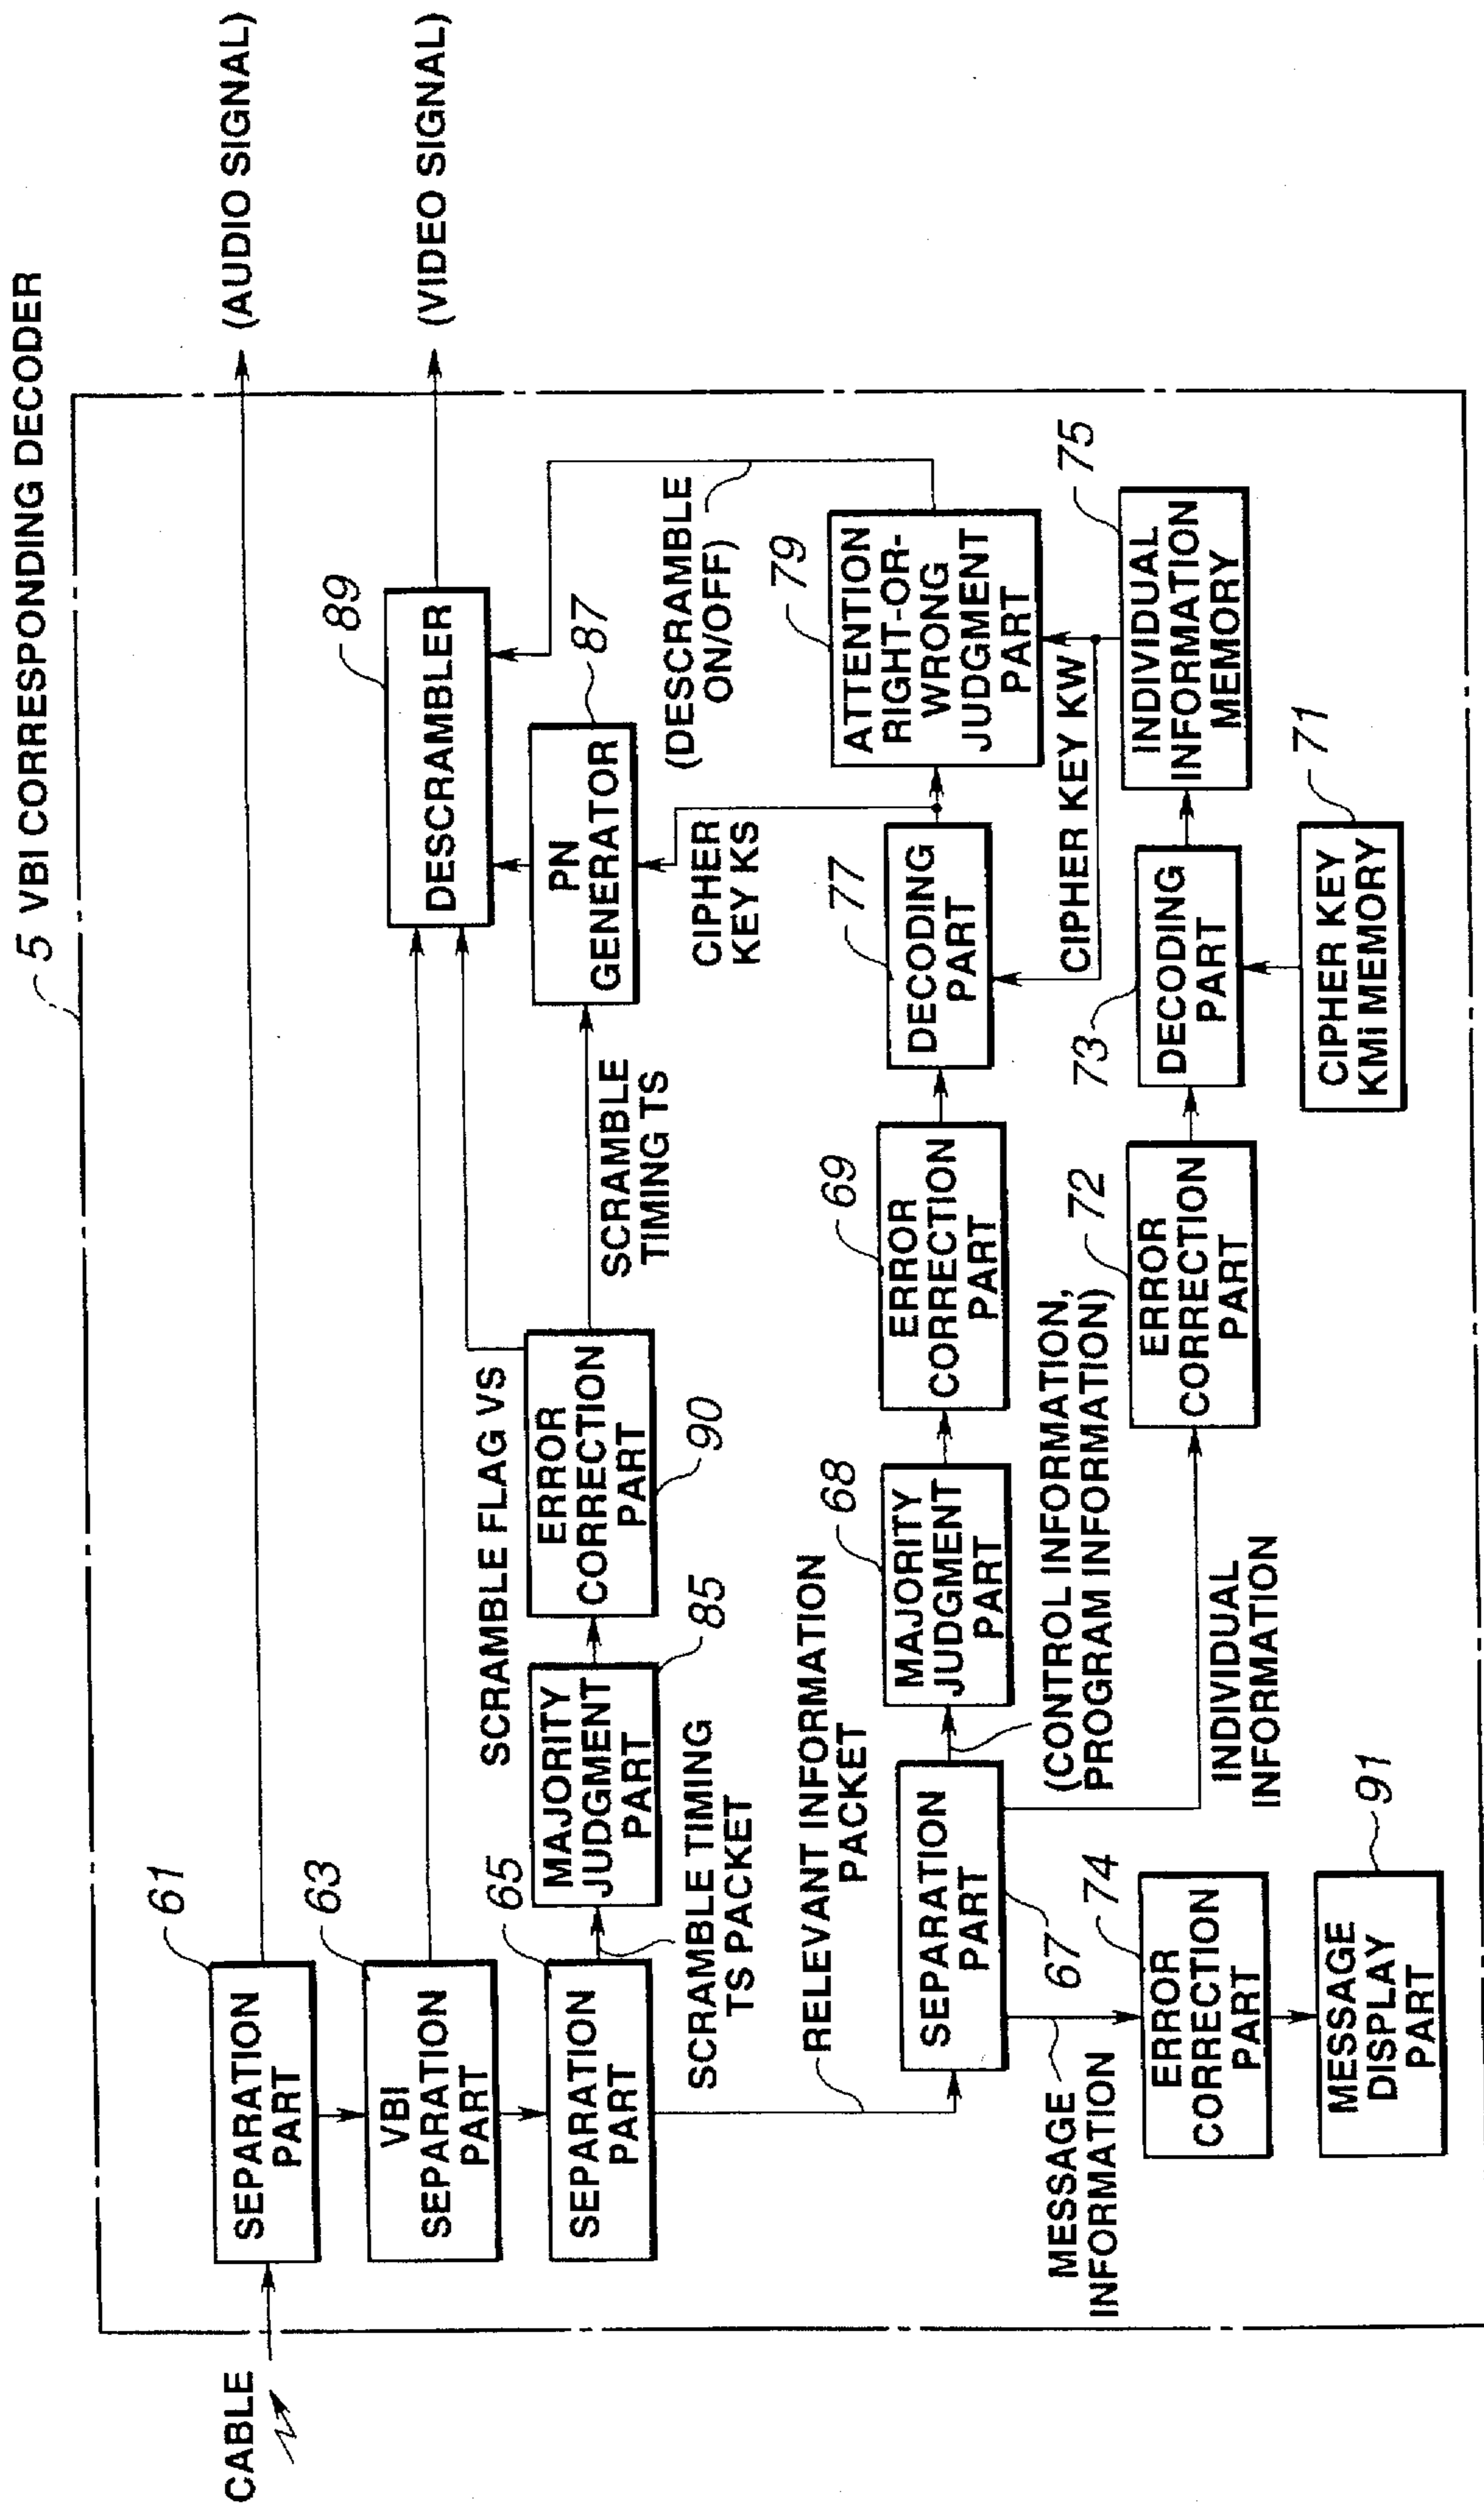 5 VBI CORRESPONDING DECODER
CABLE
(AUDIO SIGNAL)
(VIDEO SIGNAL)
61
SEPARATION
PART
63
VBI
SEPARATION
PART
65
SEPARATION
PART
SCRAMBLE TIMING
TS PACKET
MAJORITY
JUDGMENT
PART
85
SCRAMBLE FLAG VS
ERROR
CORRECTION
PART
90
SCRAMBLE
TIMING TS
PN
GENERATOR
87
DESCRAMBLER
89
(DESCRAMBLE
ON/OFF)
CIPHER
KEY KS
RELEVANT INFORMATION
PACKET
SEPARATION
PART
67
MAJORITY
JUDGMENT
PART
68
(CONTROL INFORMATION,
PROGRAM INFORMATION)
ERROR
CORRECTION
PART
69
DECODING
PART
77
ATTENTION
RIGHT-OR-
WRONG
JUDGMENT
PART
79
CIPHER KEY KW
INDIVIDUAL
INFORMATION
ERROR
CORRECTION
PART
72
DECODING
PART
73
INDIVIDUAL
INFORMATION
MEMORY
75
CIPHER KEY
KMi MEMORY
71
MESSAGE
INFORMATION
ERROR
CORRECTION
PART
74
MESSAGE
DISPLAY
PART
91